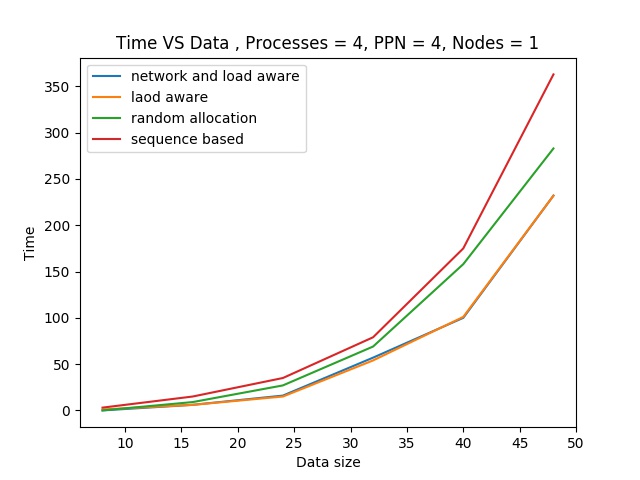 Time VS Data , Processes = 4, PPN = 4, Nodes = 1
network and load aware
laod aware
random allocation
sequence based
350
300
250
200
150
100
50
0
Time
10 15 20 25 30 35 40 45 50
Data size